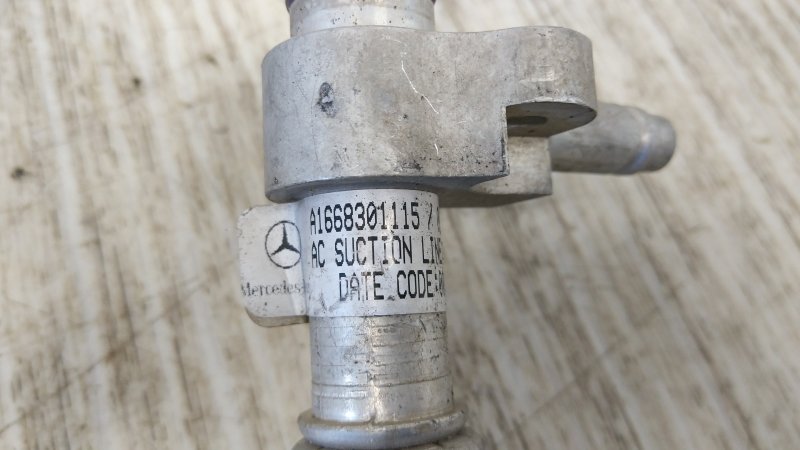 A1668301115 /
AC SUCTION LINE
DATE CODE:
Mercedes-